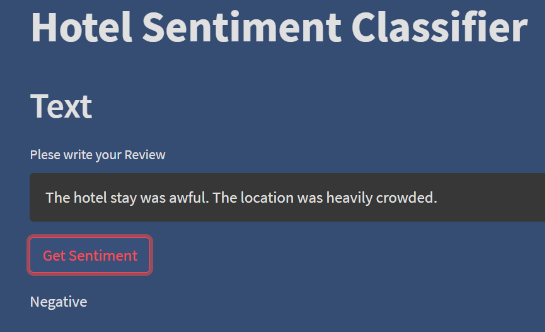 Hotel Sentiment Classifier
Text
Plese write your Review
The hotel stay was awful. The location was heavily crowded.
Get Sentiment
Negative